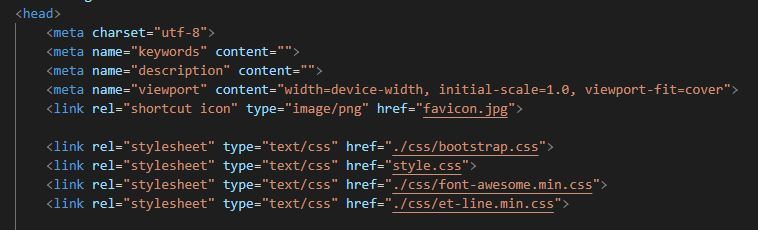 <head>
<meta charset="utf-8">
<meta name="keywords" content="">
<meta name="description" content="">
<meta name="viewport" content="width=device-width, initial-scale=1.0, viewport-fit=cover">
<link rel="shortcut icon" type="image/png" href="favicon.jpg">
<link rel="stylesheet" type="text/css" href="./css/bootstrap.css">
<link rel="stylesheet" type="text/css" href="style.css">
<link rel="stylesheet" type="text/css" href="./css/font-awesome.min.css">
<link rel="stylesheet" type="text/css" href="./css/et-line.min.css">